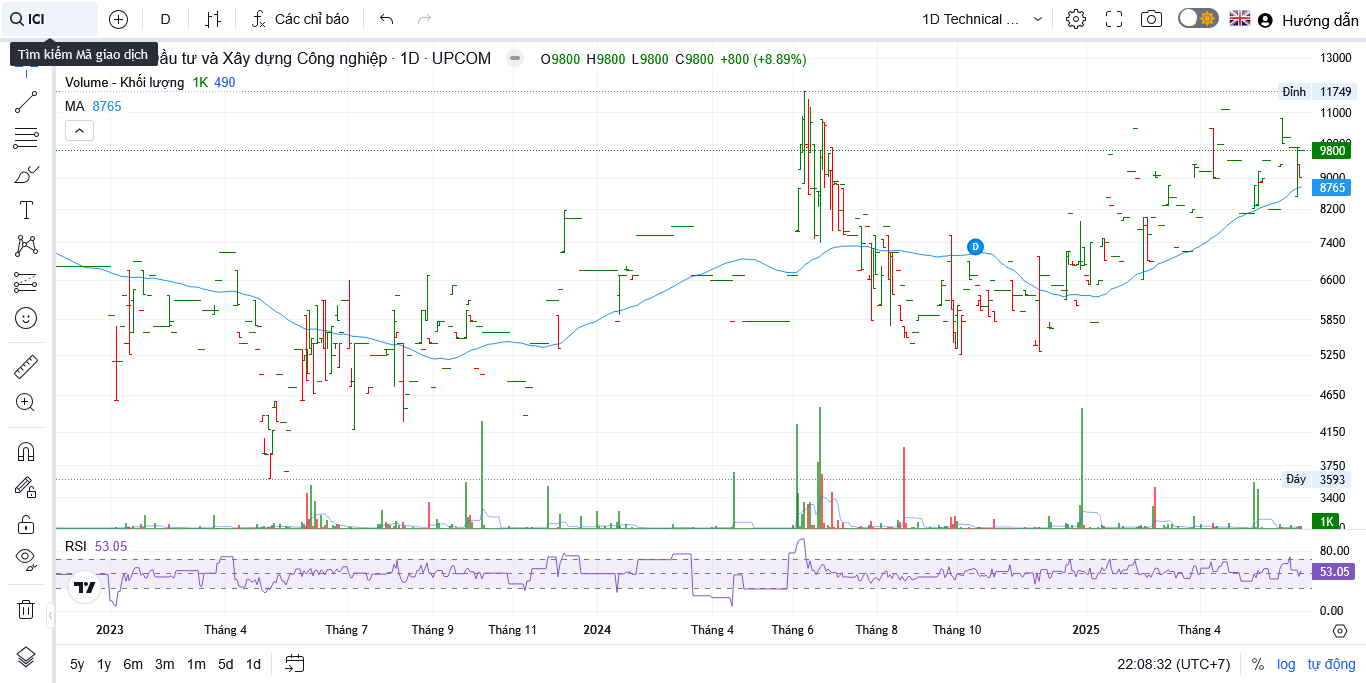 ICI
D
Các chỉ báo
1D Technical ...
Hướng dẫn
Tìm kiếm Mã giao dịch
ầu tư và Xây dựng Công nghiệp · 1D · UPCOM
O9800 H9800 L9800 C9800 +800 (+8.89%)
Volume - Khối lượng 1K 490
MA 8765
13000
Đỉnh 11749
11000
9800
9000
8765
8200
7400
D
6600
5850
5250
4650
4150
3750
Đáy 3593
3400
1K
RSI 53.05
80.00
53.05
0.00
2023 Tháng 4 Tháng 7 Tháng 9 Tháng 11 2024 Tháng 4 Tháng 6 Tháng 8 Tháng 10 2025 Tháng 4
5y 1y 6m 3m 1m 5d 1d
22:08:32 (UTC+7) % log tự động